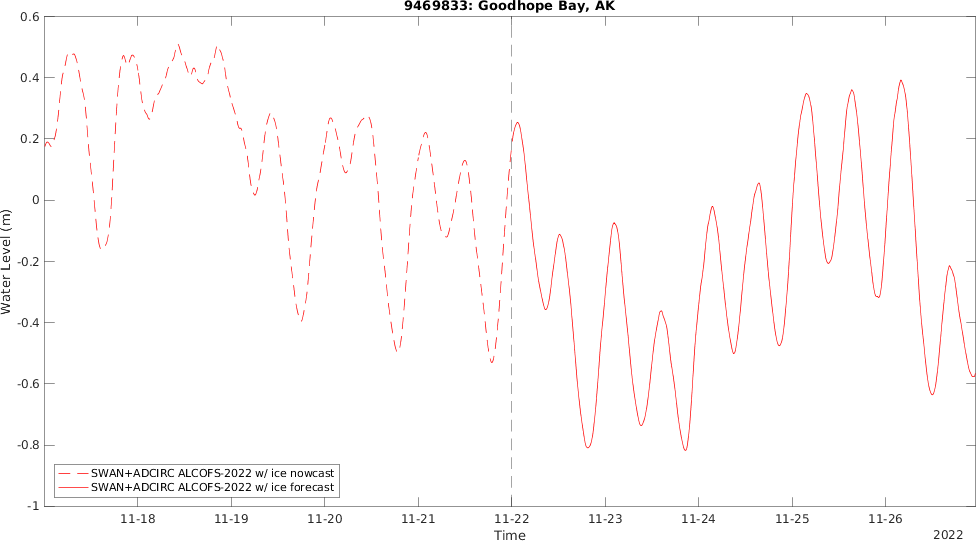 9469833: Goodhope Bay, AK
0.6
0.4
0.2
0
-0.2
-0.4
-0.6
-0.8
-1
Water Level (m)
SWAN+ADCIRC ALCOFS-2022 w/ ice nowcast
SWAN+ADCIRC ALCOFS-2022 w/ ice forecast
11-18 11-19 11-20 11-21 11-22 11-23 11-24 11-25 11-26
Time
2022